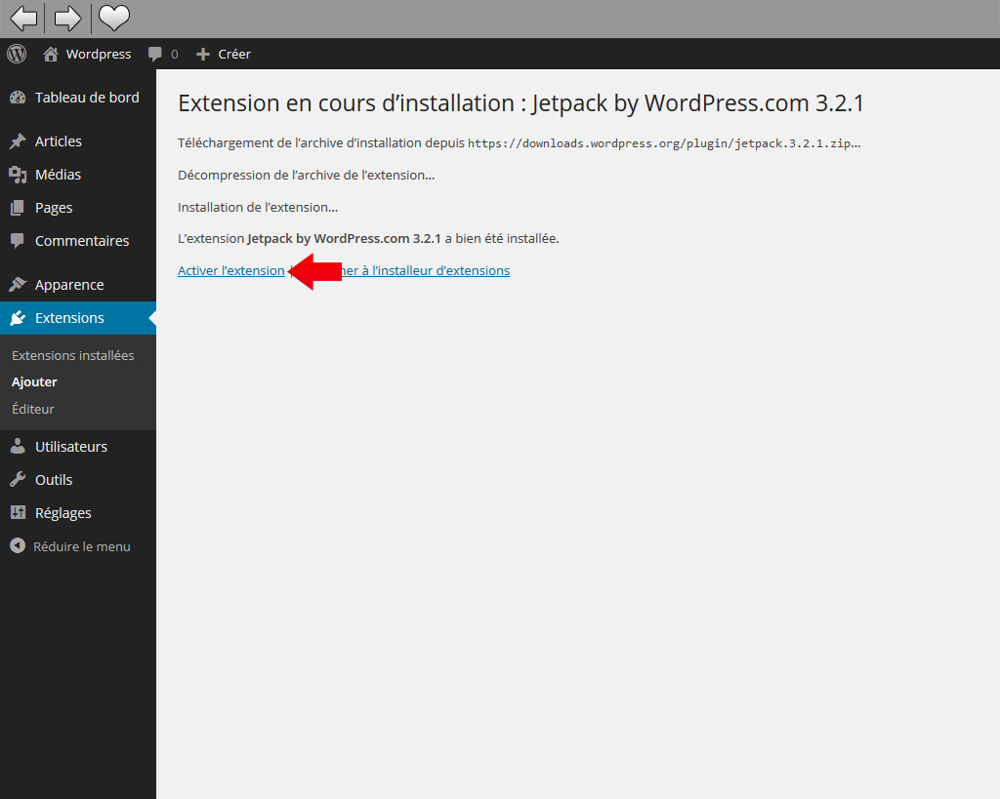 Wordpress 0 Créer
Tableau de bord
Articles
Médias
Pages
Commentaires
Apparence
Extensions
Extensions installées
Ajouter
Éditeur
Utilisateurs
Outils
Réglages
Réduire le menu
Extension en cours d’installation : Jetpack by WordPress.com 3.2.1
Téléchargement de l’archive d’installation depuis https://downloads.wordpress.org/plugin/jetpack.3.2.1.zip…
Décompression de l’archive de l’extension…
Installation de l’extension…
L’extension Jetpack by WordPress.com 3.2.1 a bien été installée.
Activer l’extension à l’installeur d’extensions